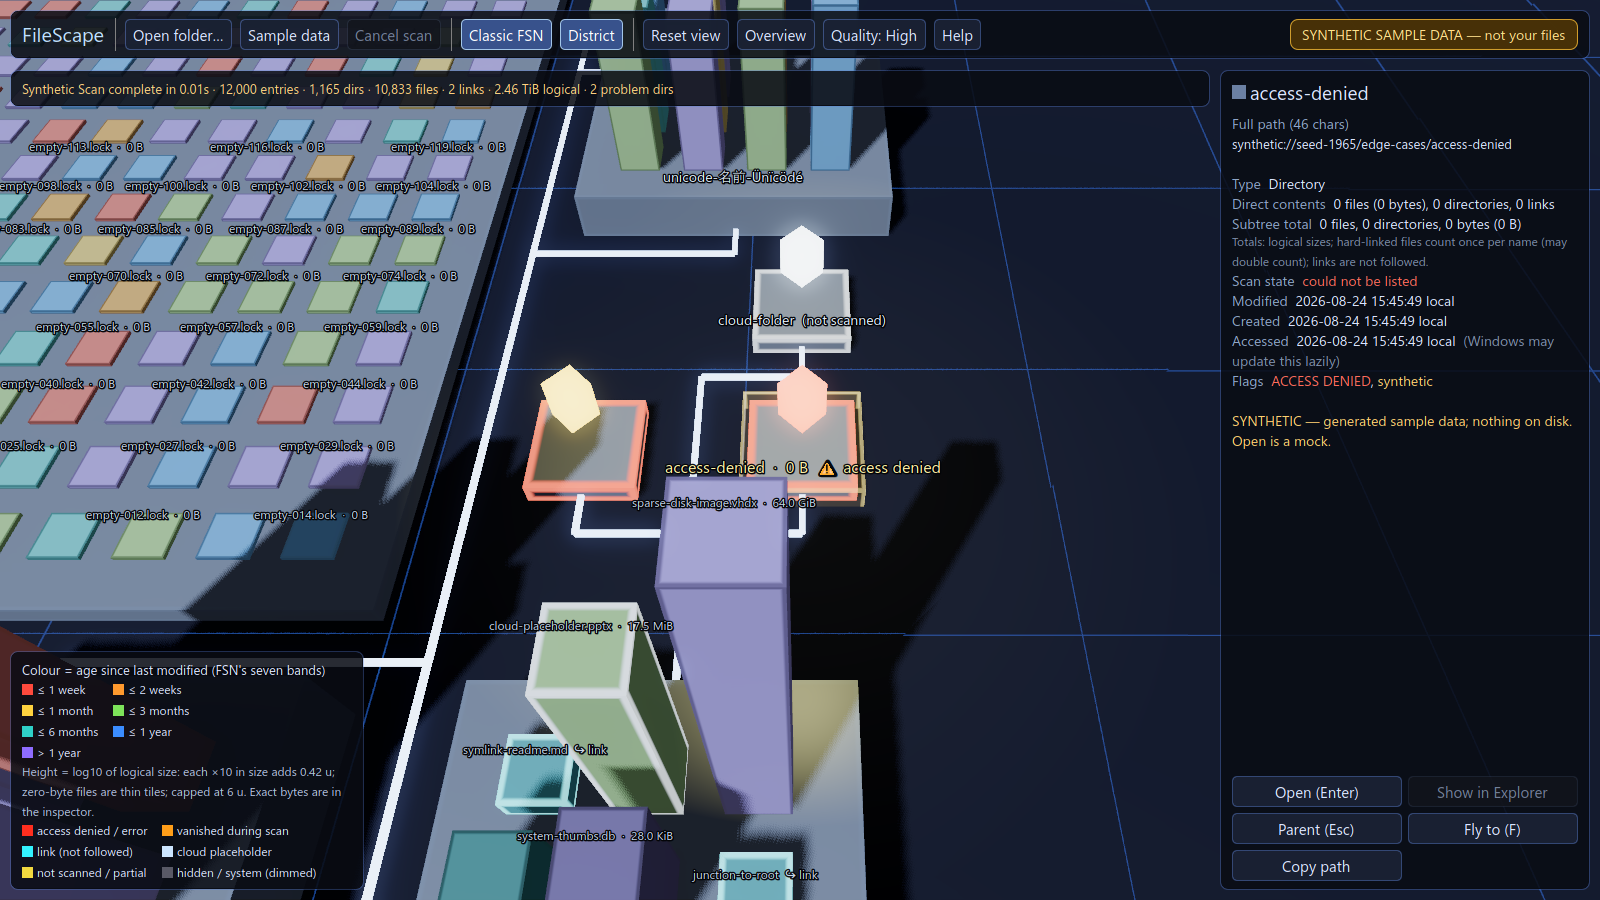 FileScape
Open folder...
Sample data
Cancel scan
Classic FSN
District
Reset view
Overview
Quality: High
Help
SYNTHETIC SAMPLE DATA — not your files
Synthetic Scan complete in 0.01s · 12,000 entries · 1,165 dirs · 10,833 files · 2 links · 2.46 TiB logical · 2 problem dirs
empty-113.lock · 0 B
empty-116.lock · 0 B
empty-119.lock · 0 B
empty-098.lock · 0 B
empty-100.lock · 0 B
empty-102.lock · 0 B
empty-104.lock · 0 B
-083.lock · 0 B
empty-085.lock · 0 B
empty-087.lock · 0 B
empty-089.lock · 0 B
empty-070.lock · 0 B
empty-072.lock · 0 B
empty-074.lock · 0 B
empty-055.lock · 0 B
empty-057.lock · 0 B
empty-059.lock · 0 B
empty-040.lock · 0 B
empty-042.lock · 0 B
empty-044.lock · 0 B
025.lock · 0 B
empty-027.lock · 0 B
empty-029.lock · 0 B
empty-012.lock · 0 B
empty-014.lock · 0 B
unicode-名前-Ünïcödé
cloud-folder (not scanned)
access-denied · 0 B ⚠ access denied
sparse-disk-image.vhdx · 64.0 GiB
cloud-placeholder.pptx · 17.5 MiB
symlink-readme.md ↪ link
system-thumbs.db · 28.0 KiB
junction-to-root ↪ link
Colour = age since last modified (FSN's seven bands)
≤ 1 week
≤ 2 weeks
≤ 1 month
≤ 3 months
≤ 6 months
≤ 1 year
> 1 year
Height = log10 of logical size: each ×10 in size adds 0.42 u;
zero-byte files are thin tiles; capped at 6 u. Exact bytes are in
the inspector.
access denied / error
vanished during scan
link (not followed)
cloud placeholder
not scanned / partial
hidden / system (dimmed)
access-denied
Full path (46 chars)
synthetic://seed-1965/edge-cases/access-denied
Type Directory
Direct contents 0 files (0 bytes), 0 directories, 0 links
Subtree total 0 files, 0 directories, 0 bytes (0 B)
Totals: logical sizes; hard-linked files count once per name (may
double count); links are not followed.
Scan state could not be listed
Modified 2026-08-24 15:45:49 local
Created 2026-08-24 15:45:49 local
Accessed 2026-08-24 15:45:49 local (Windows may
update this lazily)
Flags ACCESS DENIED, synthetic
SYNTHETIC — generated sample data; nothing on disk.
Open is a mock.
Open (Enter)
Show in Explorer
Parent (Esc)
Fly to (F)
Copy path